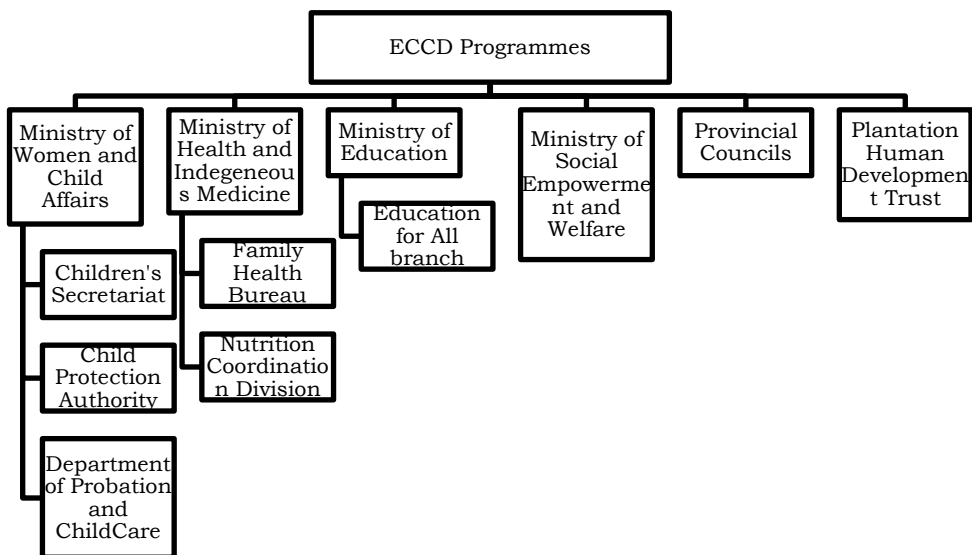 ECCD Programmes
Ministry of
Women and
Child
Affairs
Children's
Secretariat
Child
Protection
Authority
Department
of Probation
and
ChildCare
Ministry of
Health and
Indegeneou
s Medicine
Family
Health
Bureau
Nutrition
Coordinatio
n Division
Ministry of
Education
Education
for All
branch
Ministry of
Social
Empowerme
nt and
Welfare
Provincial
Councils
Plantation
Human
Developmen
t Trust